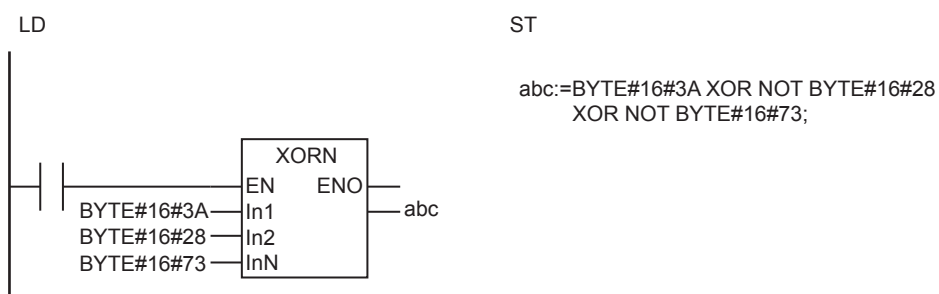 LD
ST
abc:=BYTE#16#3A XOR NOT BYTE#16#28
XOR NOT BYTE#16#73;
XORN
EN ENO
BYTE#16#3A In1 abc
BYTE#16#28 In2
BYTE#16#73 InN